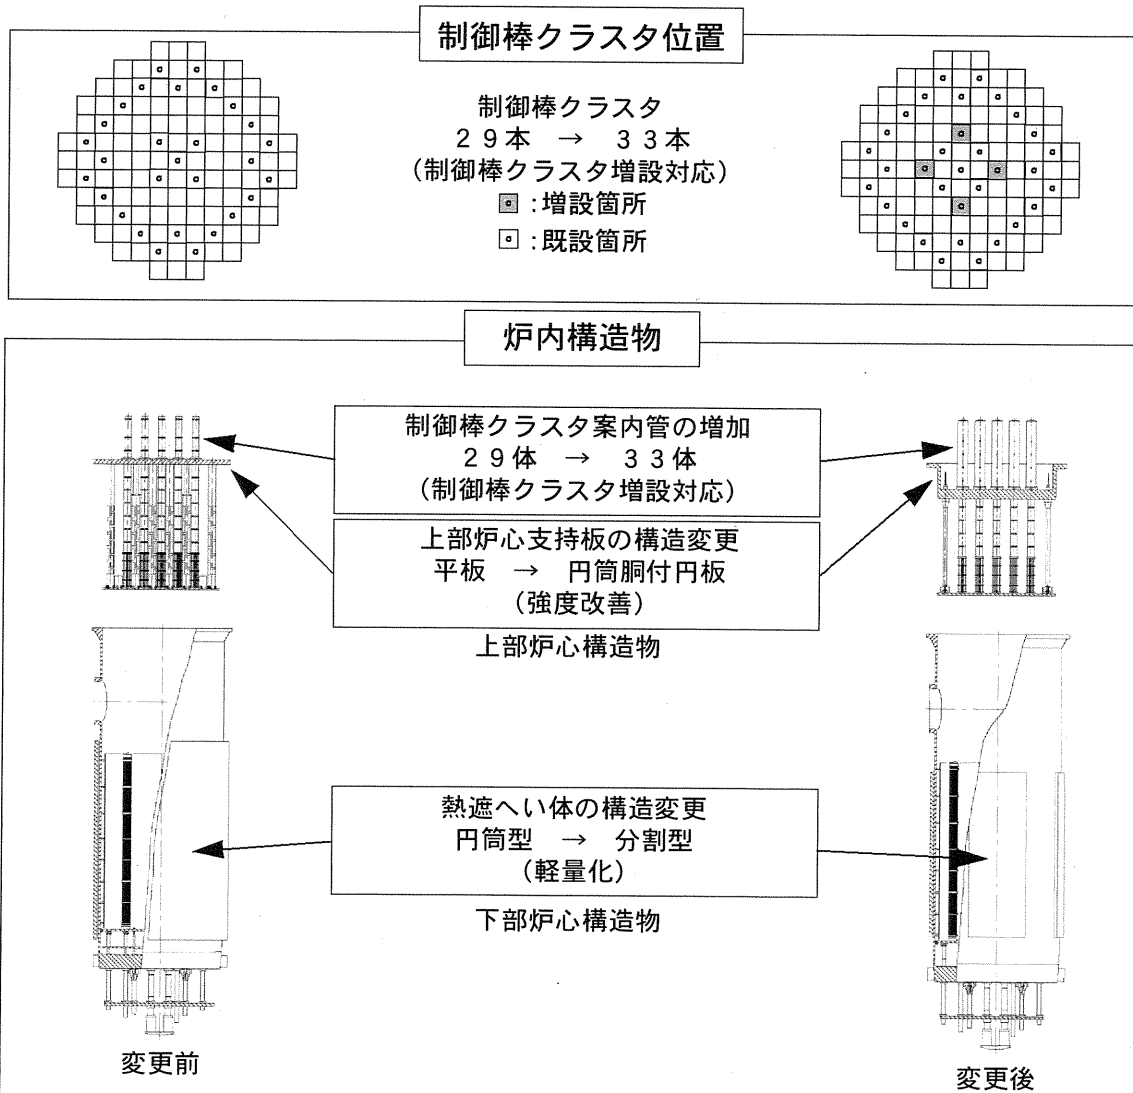 制御棒クラスタ位置
制御棒クラスタ
２９本　→　３３本
(制御棒クラスタ増設対応)
:増設箇所
:既設箇所
炉内構造物
制御棒クラスタ案内管の増加
２９体　→　３３体
(制御棒クラスタ増設対応)
上部炉心支持板の構造変更
平板　→　円筒胴付円板
(強度改善)
上部炉心構造物
熱遮へい体の構造変更
円筒型　→　分割型
(軽量化)
下部炉心構造物
変更前
変更後